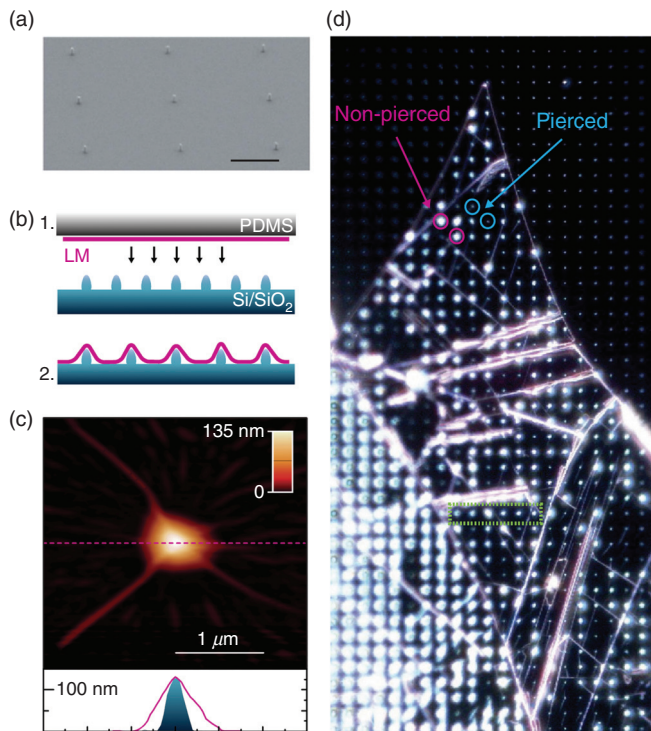 (a)
(b)
1.
PDMS
LM
Si/SiO2
2.
(c)
135 nm
0
1 μm
100 nm
(d)
Non-pierced
Pierced